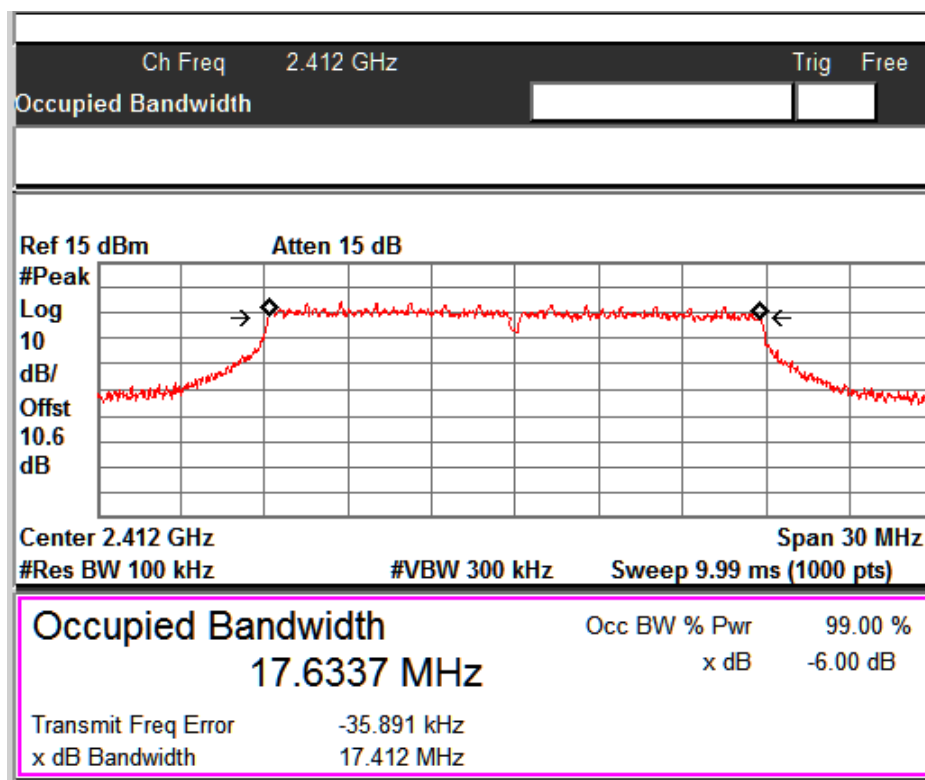 Ch Freq 2.412 GHz Trig Free
Occupied Bandwidth
Ref 15 dBm Atten 15 dB
#Peak
Log
10
dB/
Offst
10.6
dB
Center 2.412 GHz Span 30 MHz
#Res BW 100 kHz #VBW 300 kHz Sweep 9.99 ms (1000 pts)
Occupied Bandwidth Occ BW % Pwr 99.00 %
17.6337 MHz x dB -6.00 dB
Transmit Freq Error -35.891 kHz
x dB Bandwidth 17.412 MHz